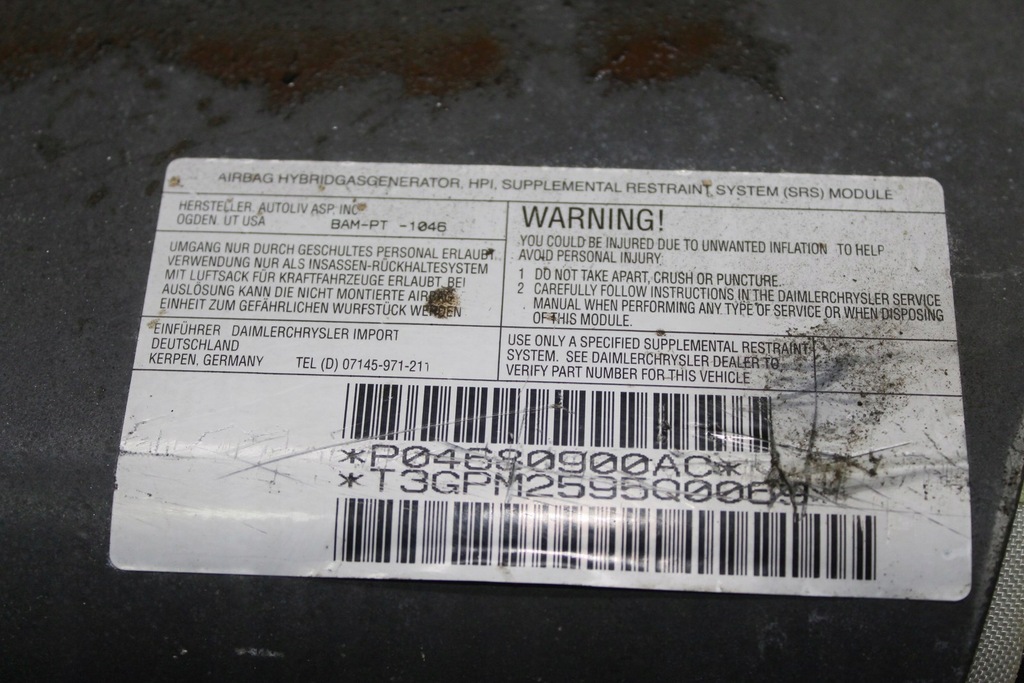 AIRBAG HYBRIDGASGENERATOR, HPI, SUPPLEMENTAL RESTRAINT SYSTEM (SRS) MODULE
HERSTELLER, AUTOLIV ASP, INC
OGDEN, UT USA BAM-PT -1046
UMGANG NUR DURCH GESCHULTES PERSONAL ERLAUBT
VERWENDUNG NUR ALS INSASSEN-RÜCKHALTESYSTEM
MIT LUFTSACK FÜR KRAFTFAHRZEUGE ERLAUBT, BEI
AUSLÖSUNG KANN DIE NICHT MONTIERTE
EINHEIT ZUM GEFÄHRLICHEN WURFSTÜCK WERDEN
EINFÜHRER DAIMLERCHRYSLER IMPORT
DEUTSCHLAND
KERPEN, GERMANY TEL (D) 07145-971-211
WARNING!
YOU COULD BE INJURED DUE TO UNWANTED INFLATION TO HELP
AVOID PERSONAL INJURY:
1 DO NOT TAKE APART, CRUSH OR PUNCTURE.
2 CAREFULLY FOLLOW INSTRUCTIONS IN THE DAIMLERCHRYSLER SERVICE
MANUAL WHEN PERFORMING ANY TYPE OF SERVICE OR WHEN DISPOSING
OF THIS MODULE.
USE ONLY A SPECIFIED SUPPLEMENTAL RESTRAINT
SYSTEM. SEE DAIMLERCHRYSLER DEALER TO
VERIFY PART NUMBER FOR THIS VEHICLE
*P04680900AC*
*T3GPM2595Q0069